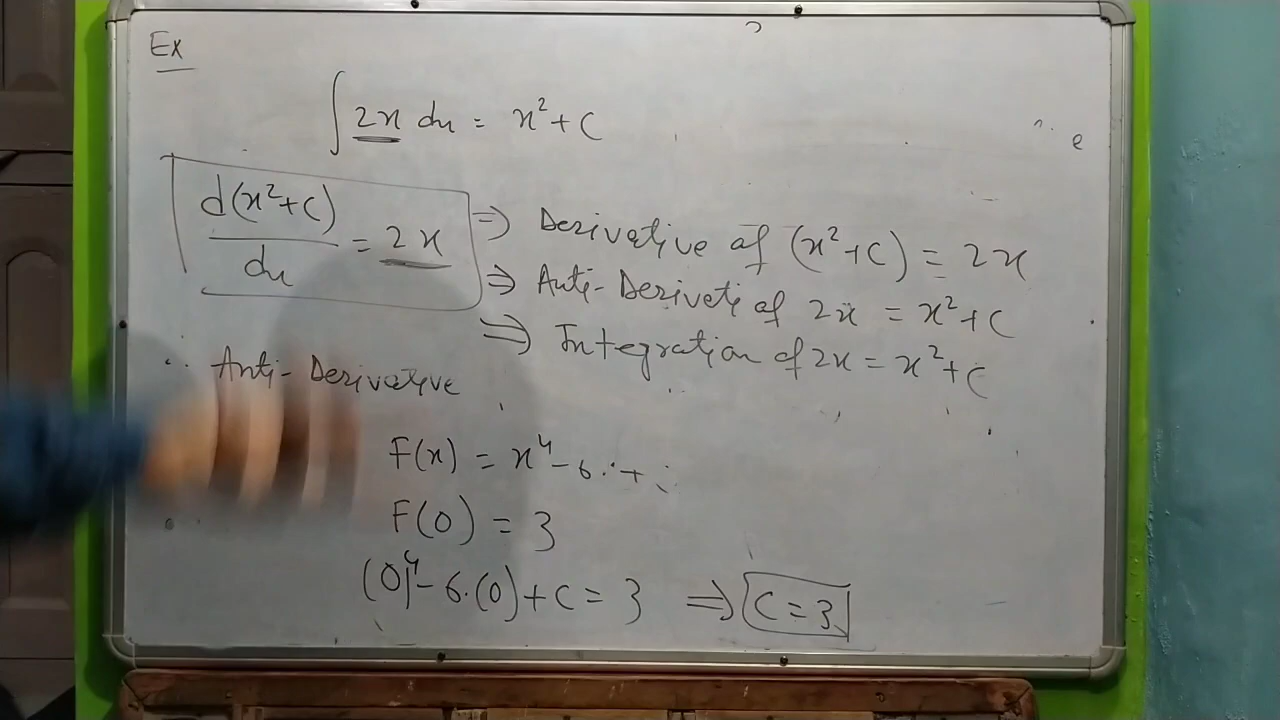 Ex
∫ 2x dx = x² + C
d(x²+C)/dx = 2x ⇒ Derivative of (x²+C) = 2x
⇒ Anti-Deriveti of 2x = x²+C
⇒ Integration of 2x = x²+C
∴ Anti-Derivative
F(x) = x⁴ - 6
F(0) = 3
(0)⁴ - 6.(0) + C = 3 ⇒ C = 3